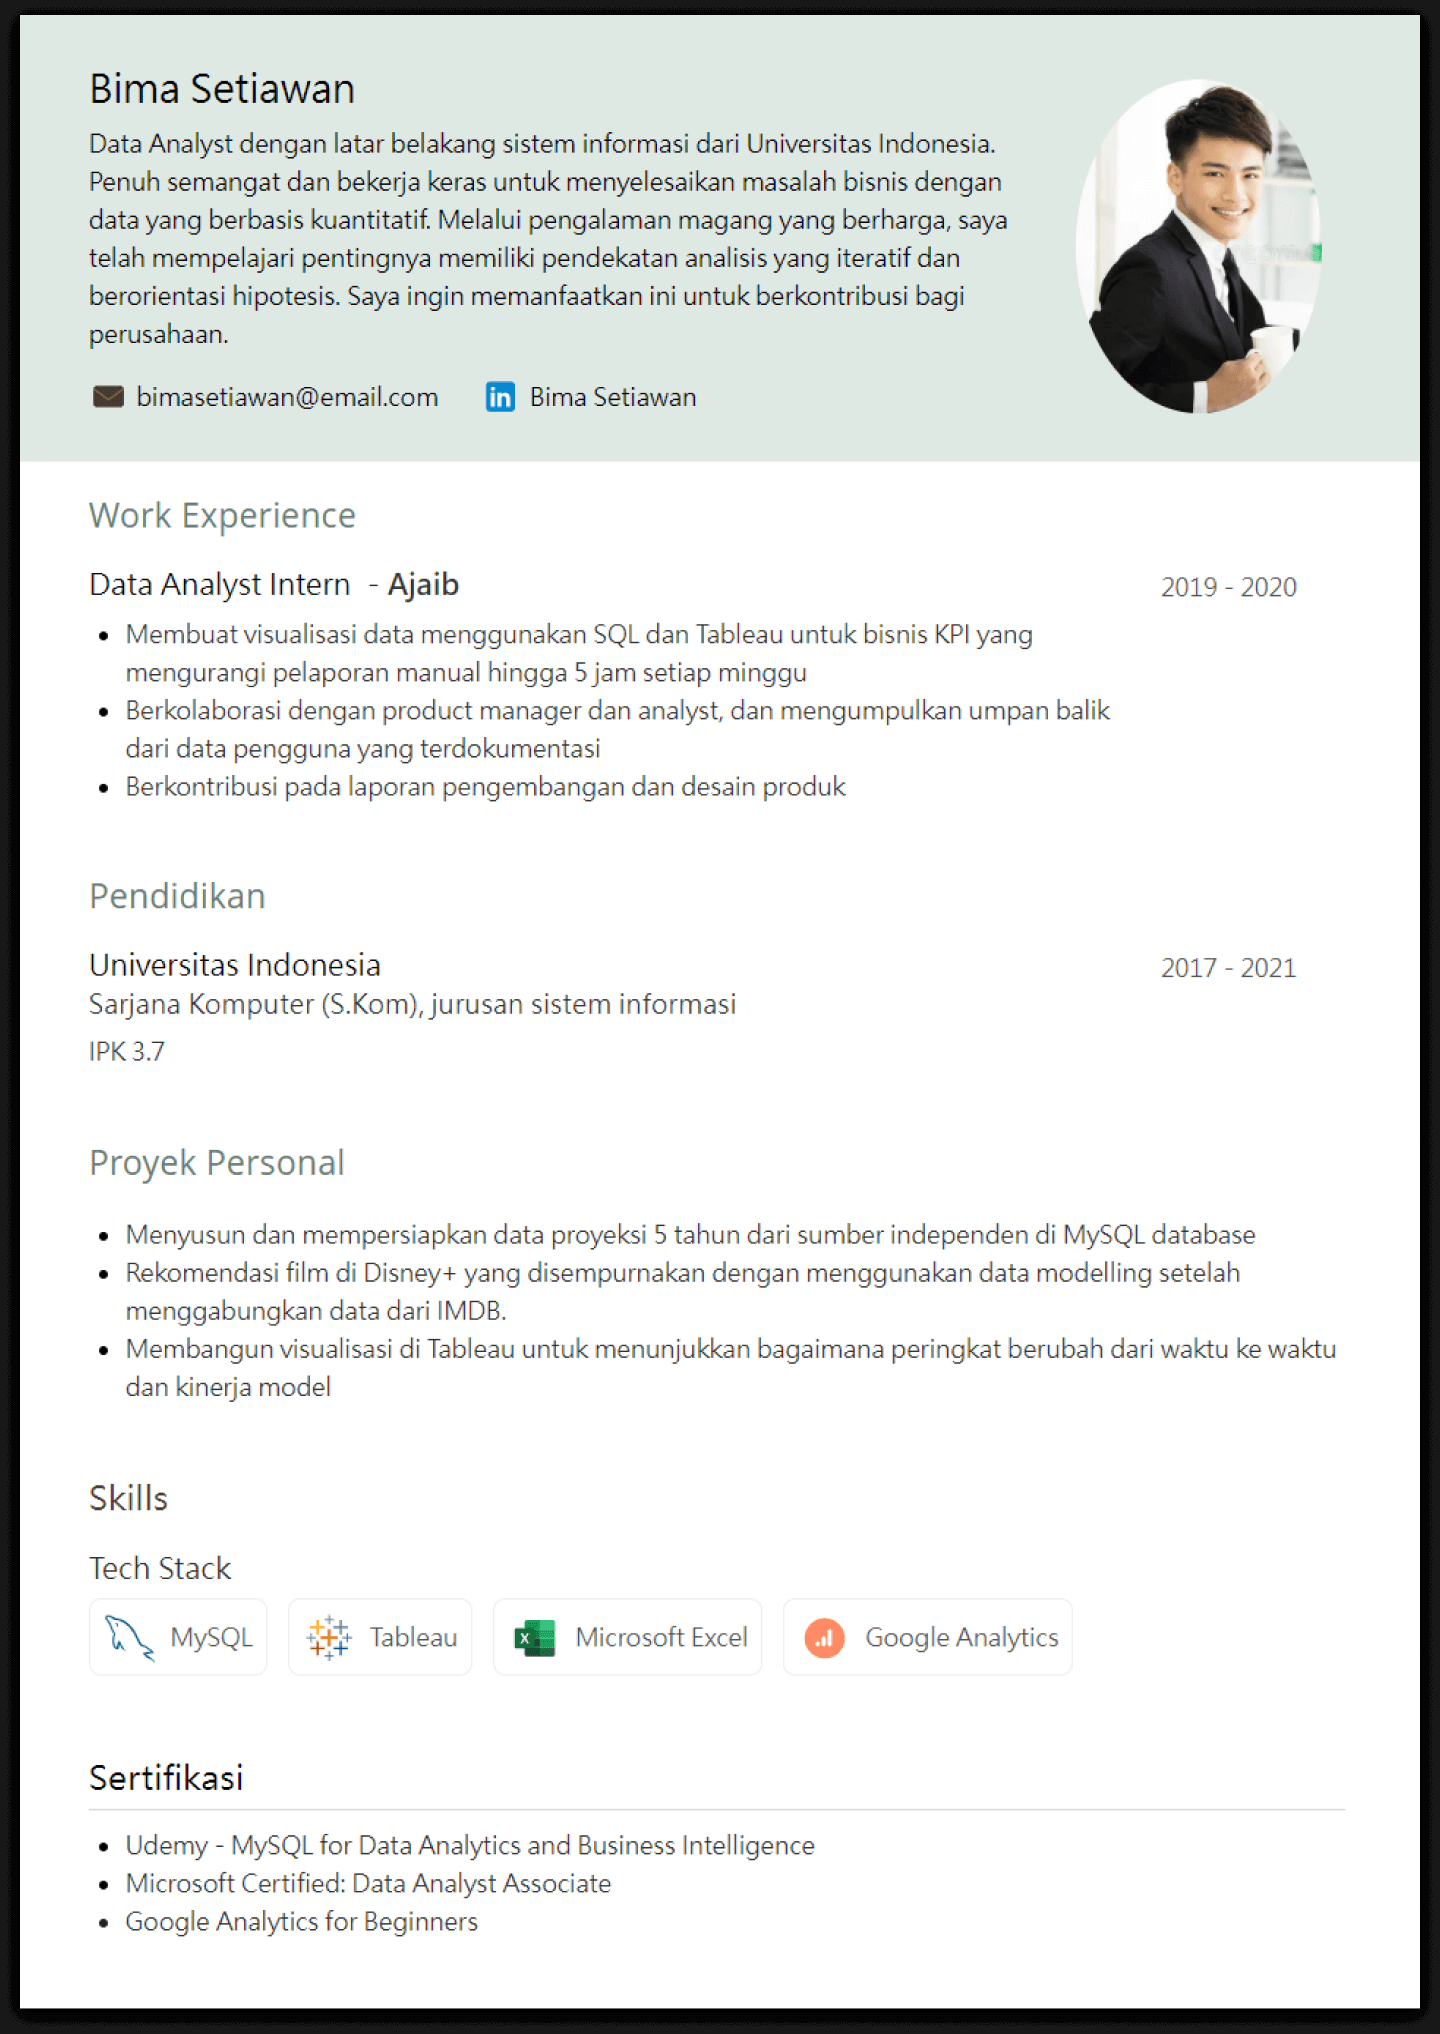 Bima Setiawan
Data Analyst dengan latar belakang sistem informasi dari Universitas Indonesia.
Penuh semangat dan bekerja keras untuk menyelesaikan masalah bisnis dengan
data yang berbasis kuantitatif. Melalui pengalaman magang yang berharga, saya
telah mempelajari pentingnya memiliki pendekatan analisis yang iteratif dan
berorientasi hipotesis. Saya ingin memanfaatkan ini untuk berkontribusi bagi
perusahaan.
bimasetiawan@email.com in Bima Setiawan
Work Experience
Data Analyst Intern - Ajaib 2019 - 2020
• Membuat visualisasi data menggunakan SQL dan Tableau untuk bisnis KPI yang
mengurangi pelaporan manual hingga 5 jam setiap minggu
• Berkolaborasi dengan product manager dan analyst, dan mengumpulkan umpan balik
dari data pengguna yang terdokumentasi
• Berkontribusi pada laporan pengembangan dan desain produk
Pendidikan
Universitas Indonesia 2017 - 2021
Sarjana Komputer (S.Kom), jurusan sistem informasi
IPK 3.7
Proyek Personal
• Menyusun dan mempersiapkan data proyeksi 5 tahun dari sumber independen di MySQL database
• Rekomendasi film di Disney+ yang disempurnakan dengan menggunakan data modelling setelah
menggabungkan data dari IMDB.
• Membangun visualisasi di Tableau untuk menunjukkan bagaimana peringkat berubah dari waktu ke waktu
dan kinerja model
Skills
Tech Stack
MySQL Tableau X Microsoft Excel Google Analytics
Sertifikasi
• Udemy - MySQL for Data Analytics and Business Intelligence
• Microsoft Certified: Data Analyst Associate
• Google Analytics for Beginners